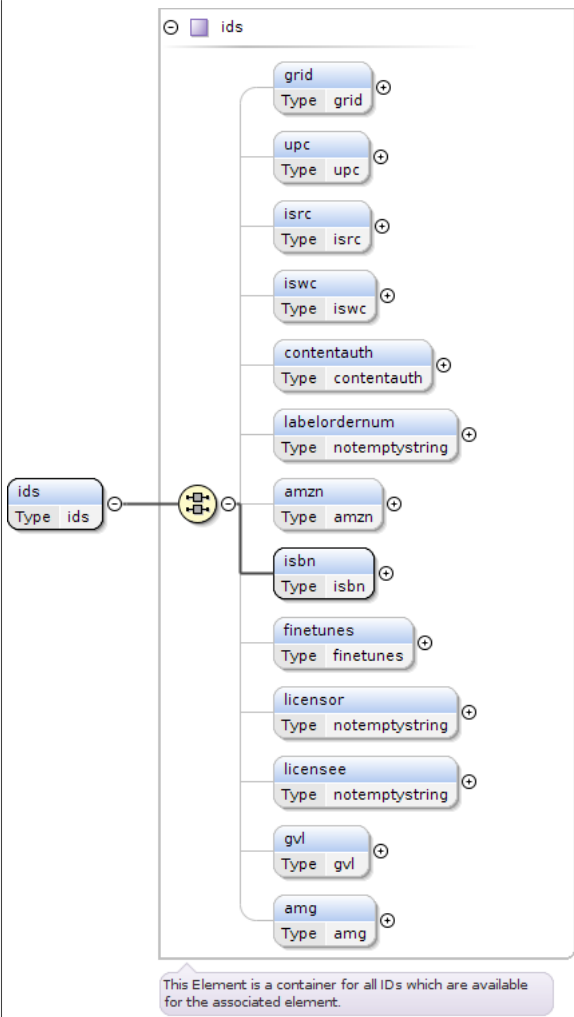 ids
grid
Type grid
upc
Type upc
isrc
Type isrc
iswc
Type iswc
contentauth
Type contentauth
labelordernum
Type notemptystring
ids
Type ids
amzn
Type amzn
isbn
Type isbn
finetunes
Type finetunes
licensor
Type notemptystring
licensee
Type notemptystring
gvl
Type gvl
amg
Type amg
This Element is a container for all IDs which are available
for the associated element.